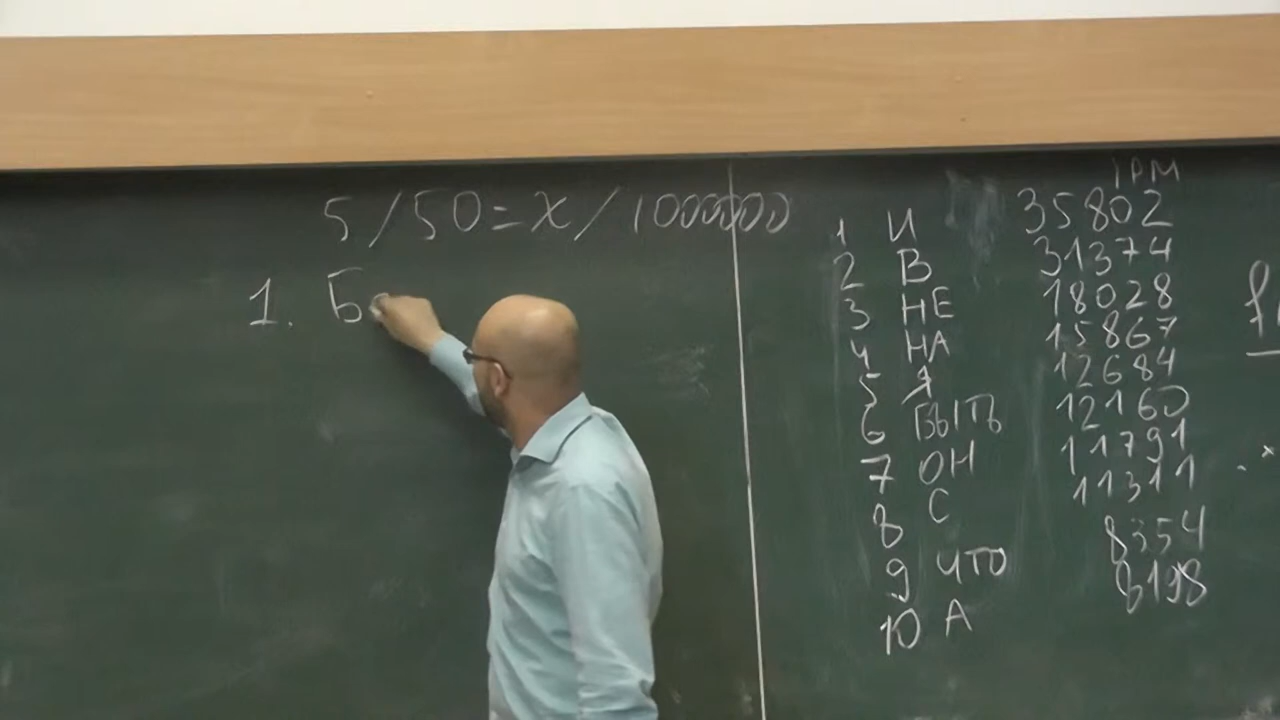 5/50=x/1000000
1. Б
IPM
1 И 35802
2 В 31374
3 НЕ 18028
4 НА 15867
5 Я 12684
6 БЫТЬ 12160
7 ОН 11791
8 С 11311
9 ЧТО 8354
10 А 8198